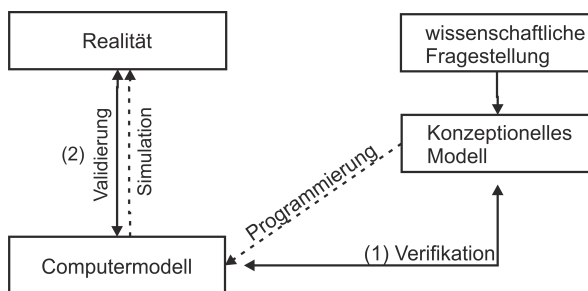 Realität
wissenschaftliche
Fragestellung
(2)
Validierung
Simulation
Konzeptionelles
Modell
Programmierung
(1) Verifikation
Computermodell